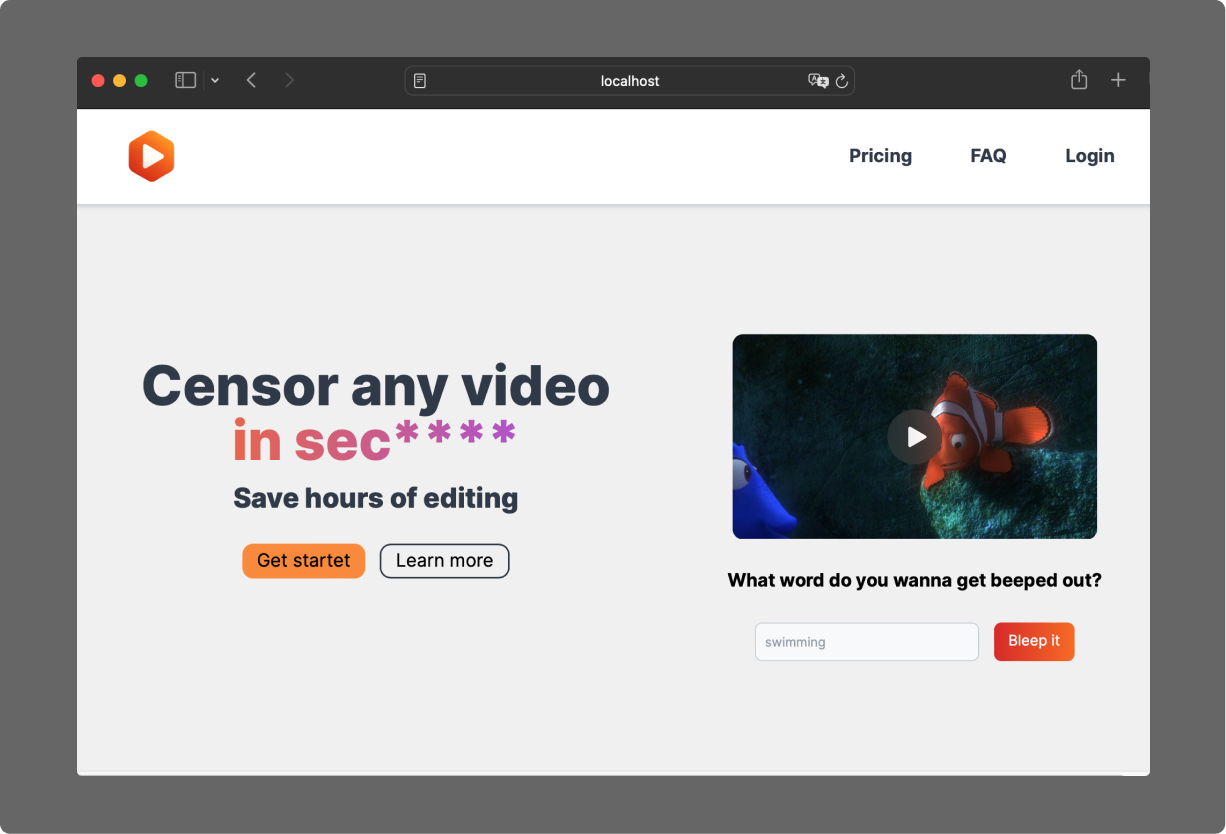 localhost
Pricing FAQ Login
Censor any video
in sec****
Save hours of editing
Get startet Learn more
What word do you wanna get beeped out?
swimming Bleep it